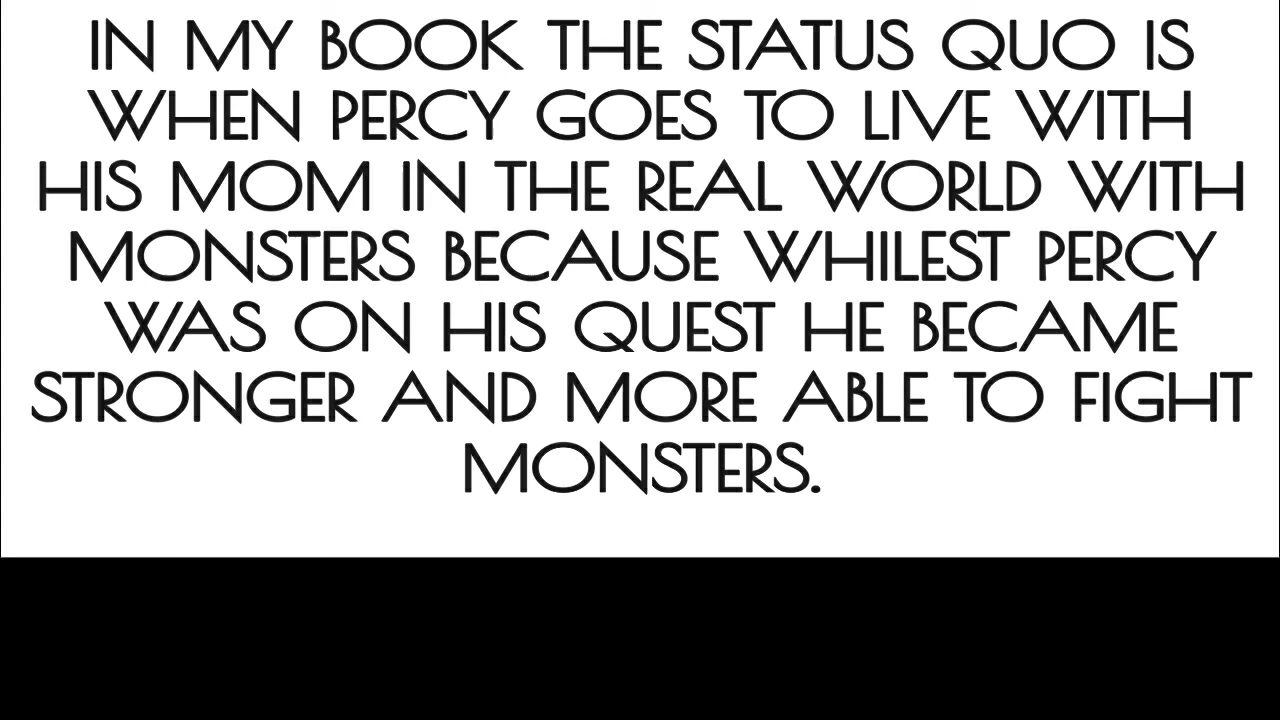 IN MY BOOK THE STATUS QUO IS
WHEN PERCY GOES TO LIVE WITH
HIS MOM IN THE REAL WORLD WITH
MONSTERS BECAUSE WHILEST PERCY
WAS ON HIS QUEST HE BECAME
STRONGER AND MORE ABLE TO FIGHT
MONSTERS.